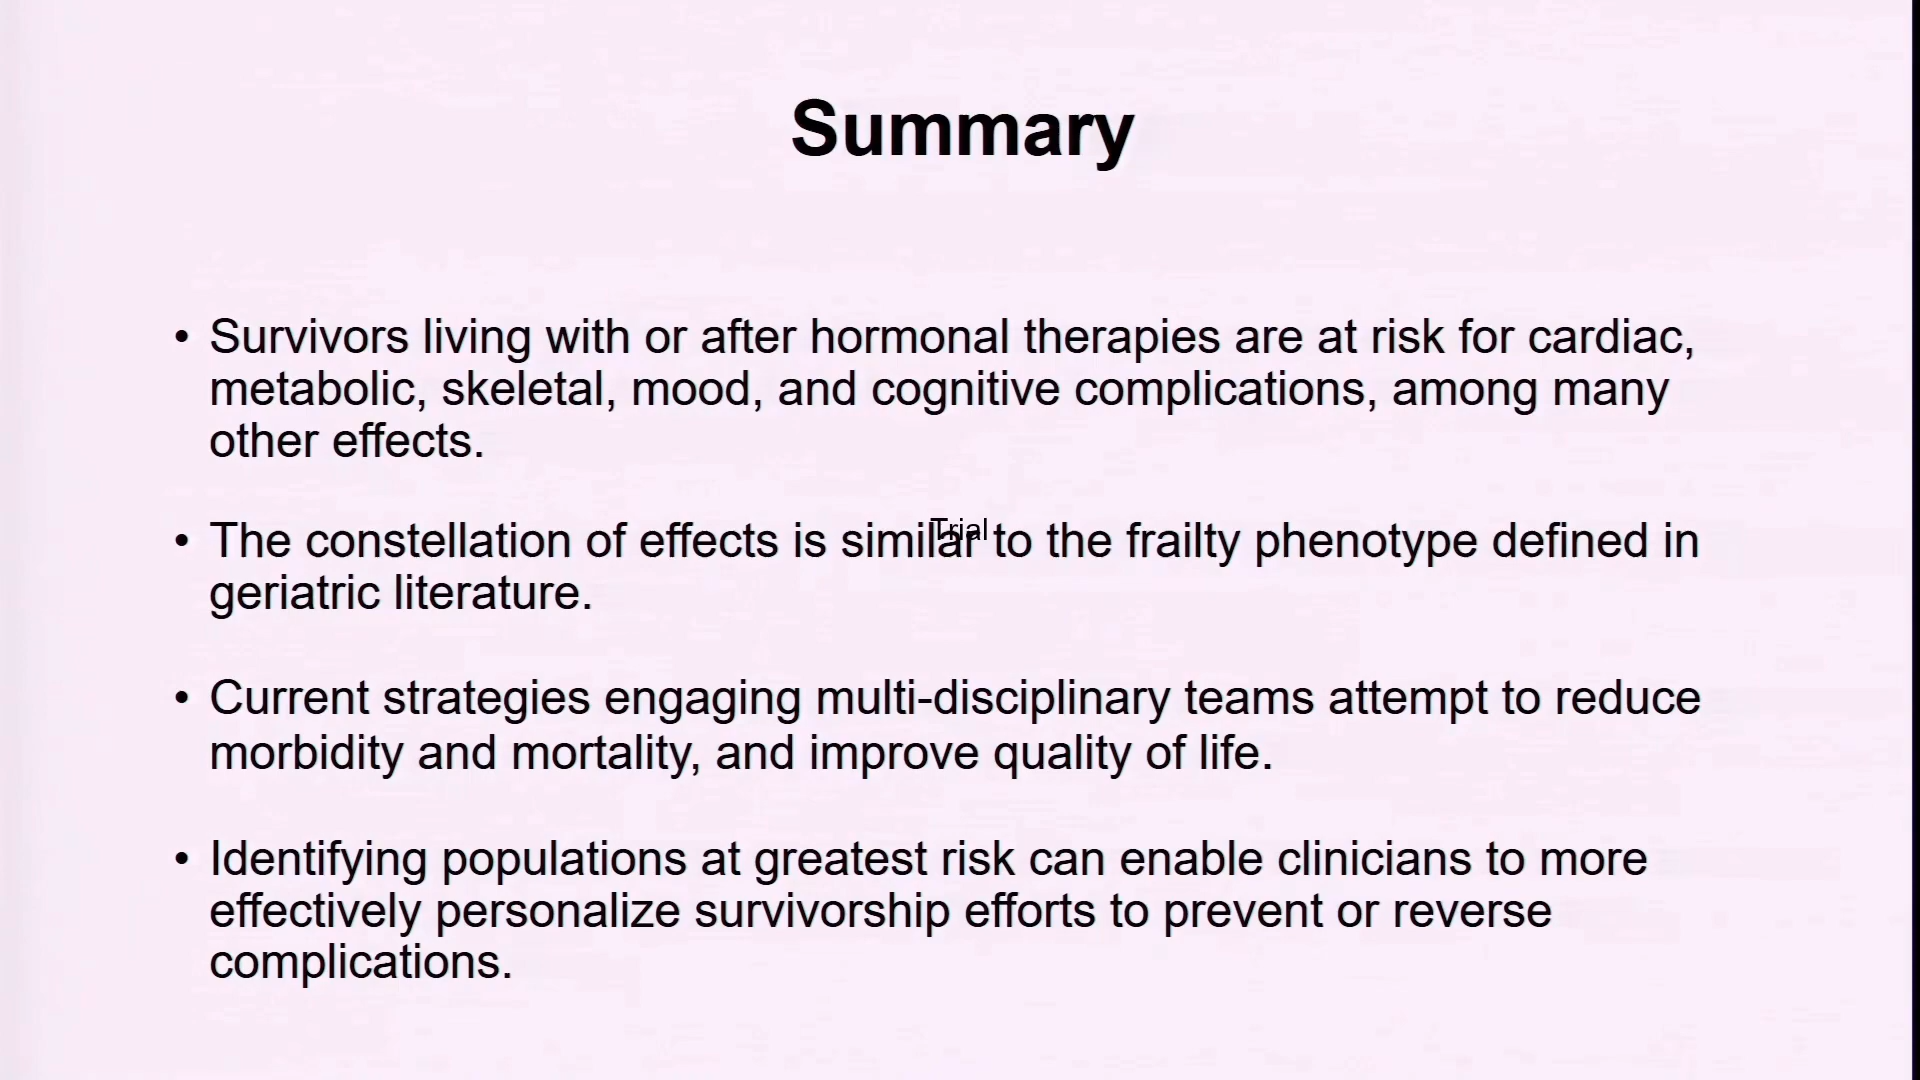 Summary
• Survivors living with or after hormonal therapies are at risk for cardiac,
metabolic, skeletal, mood, and cognitive complications, among many
other effects.
Trial
• The constellation of effects is similar to the frailty phenotype defined in
geriatric literature.
• Current strategies engaging multi-disciplinary teams attempt to reduce
morbidity and mortality, and improve quality of life.
• Identifying populations at greatest risk can enable clinicians to more
effectively personalize survivorship efforts to prevent or reverse
complications.